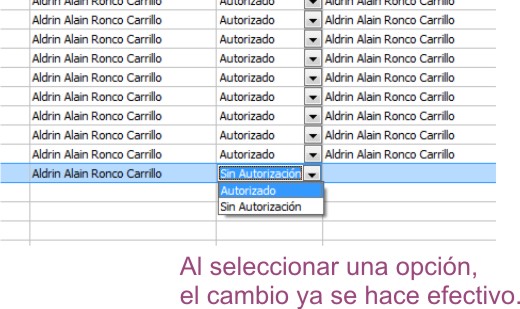 Aldrin Alain Ronco Carrillo Autorizado Aldrin Alain Ronco Carrillo
Aldrin Alain Ronco Carrillo Autorizado Aldrin Alain Ronco Carrillo
Aldrin Alain Ronco Carrillo Autorizado Aldrin Alain Ronco Carrillo
Aldrin Alain Ronco Carrillo Autorizado Aldrin Alain Ronco Carrillo
Aldrin Alain Ronco Carrillo Autorizado Aldrin Alain Ronco Carrillo
Aldrin Alain Ronco Carrillo Autorizado Aldrin Alain Ronco Carrillo
Aldrin Alain Ronco Carrillo Autorizado Aldrin Alain Ronco Carrillo
Aldrin Alain Ronco Carrillo Autorizado Aldrin Alain Ronco Carrillo
Aldrin Alain Ronco Carrillo Autorizado Aldrin Alain Ronco Carrillo
Aldrin Alain Ronco Carrillo Sin Autorización
Autorizado
Sin Autorización
Al seleccionar una opción,
el cambio ya se hace efectivo.